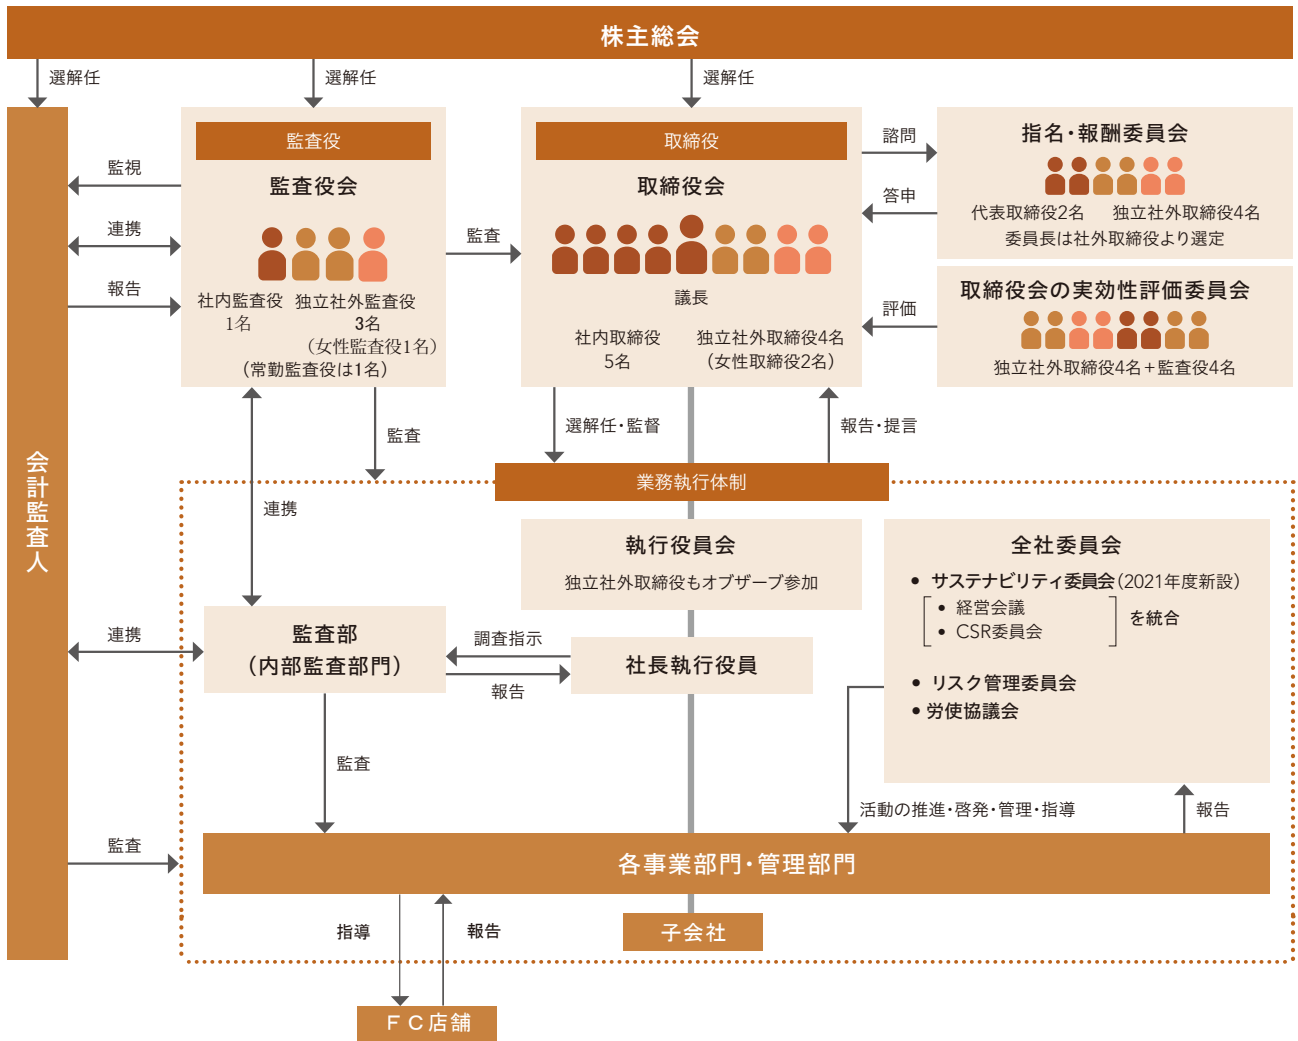 株主総会
選解任
選解任
選解任
監査役
監査役会
社内監査役
1名
独立社外監査役
3名
（女性監査役1名）
（常勤監査役は1名）
取締役
取締役会
議長
社内取締役
5名
独立社外取締役4名
（女性取締役2名）
指名・報酬委員会
代表取締役2名　独立社外取締役4名
委員長は社外取締役より選定
取締役会の実効性評価委員会
独立社外取締役4名＋監査役4名
監視
連携
報告
監査
諮問
答申
評価
会計監査人
監査
連携
選解任・監督
報告・提言
業務執行体制
執行役員会
独立社外取締役もオブザーブ参加
全社委員会
● サステナビリティ委員会（2021年度新設）
● 経営会議
● CSR委員会
を統合
● リスク管理委員会
● 労使協議会
連携
監査部
（内部監査部門）
調査指示
報告
社長執行役員
監査
活動の推進・啓発・管理・指導
報告
監査
各事業部門・管理部門
指導
報告
子会社
ＦＣ店舗